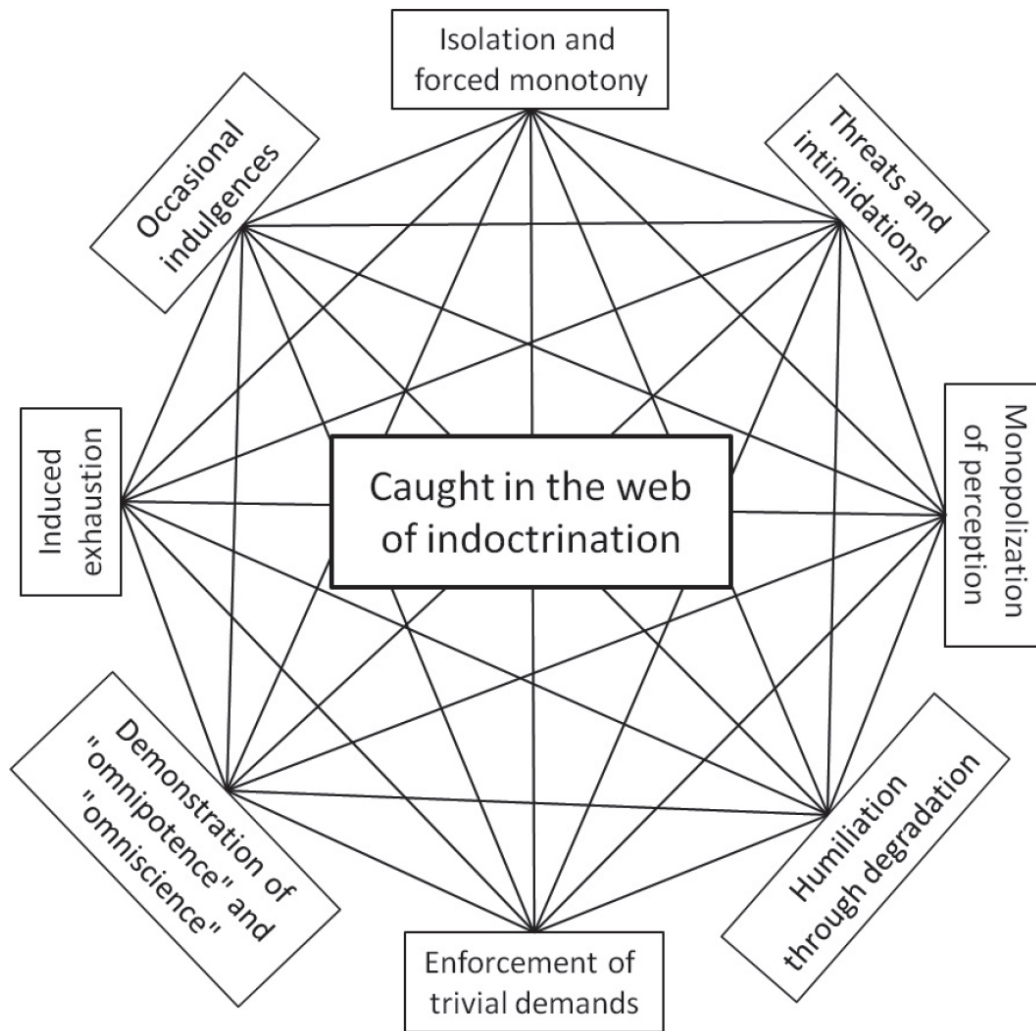 Isolation and
forced monotony
Threats and
intimidations
Monopolization
of perception
Humiliation
through degradation
Enforcement of
trivial demands
Demonstration of
"omnipotence" and
"omniscience"
Induced
exhaustion
Occasional
indulgences
Caught in the web
of indoctrination